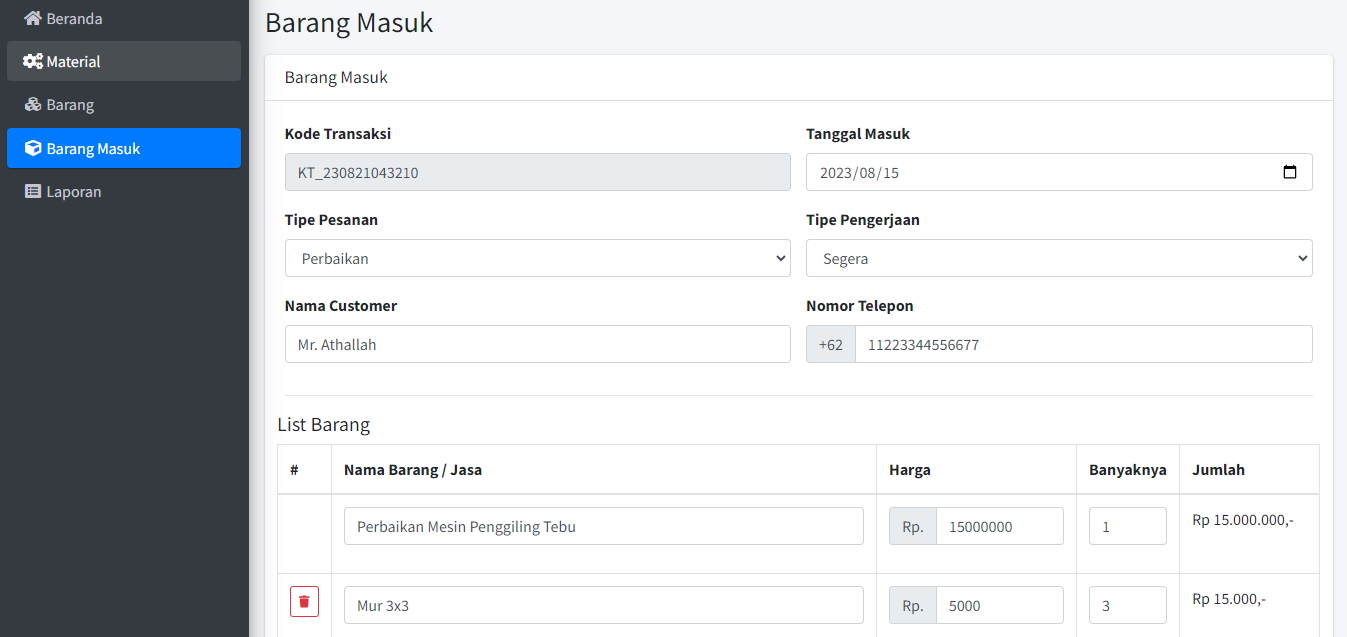 Beranda
Material
Barang
Barang Masuk
Laporan
Barang Masuk
Barang Masuk
Kode Transaksi
Tanggal Masuk
KT_230821043210
2023/08/15
Tipe Pesanan
Tipe Pengerjaan
Perbaikan
Segera
Nama Customer
Nomor Telepon
Mr. Athallah
+62 11223344556677
List Barang
# Nama Barang / Jasa Harga Banyaknya Jumlah
Perbaikan Mesin Penggiling Tebu Rp. 15000000 1 Rp 15.000.000,-
Mur 3x3 Rp. 5000 3 Rp 15.000,-